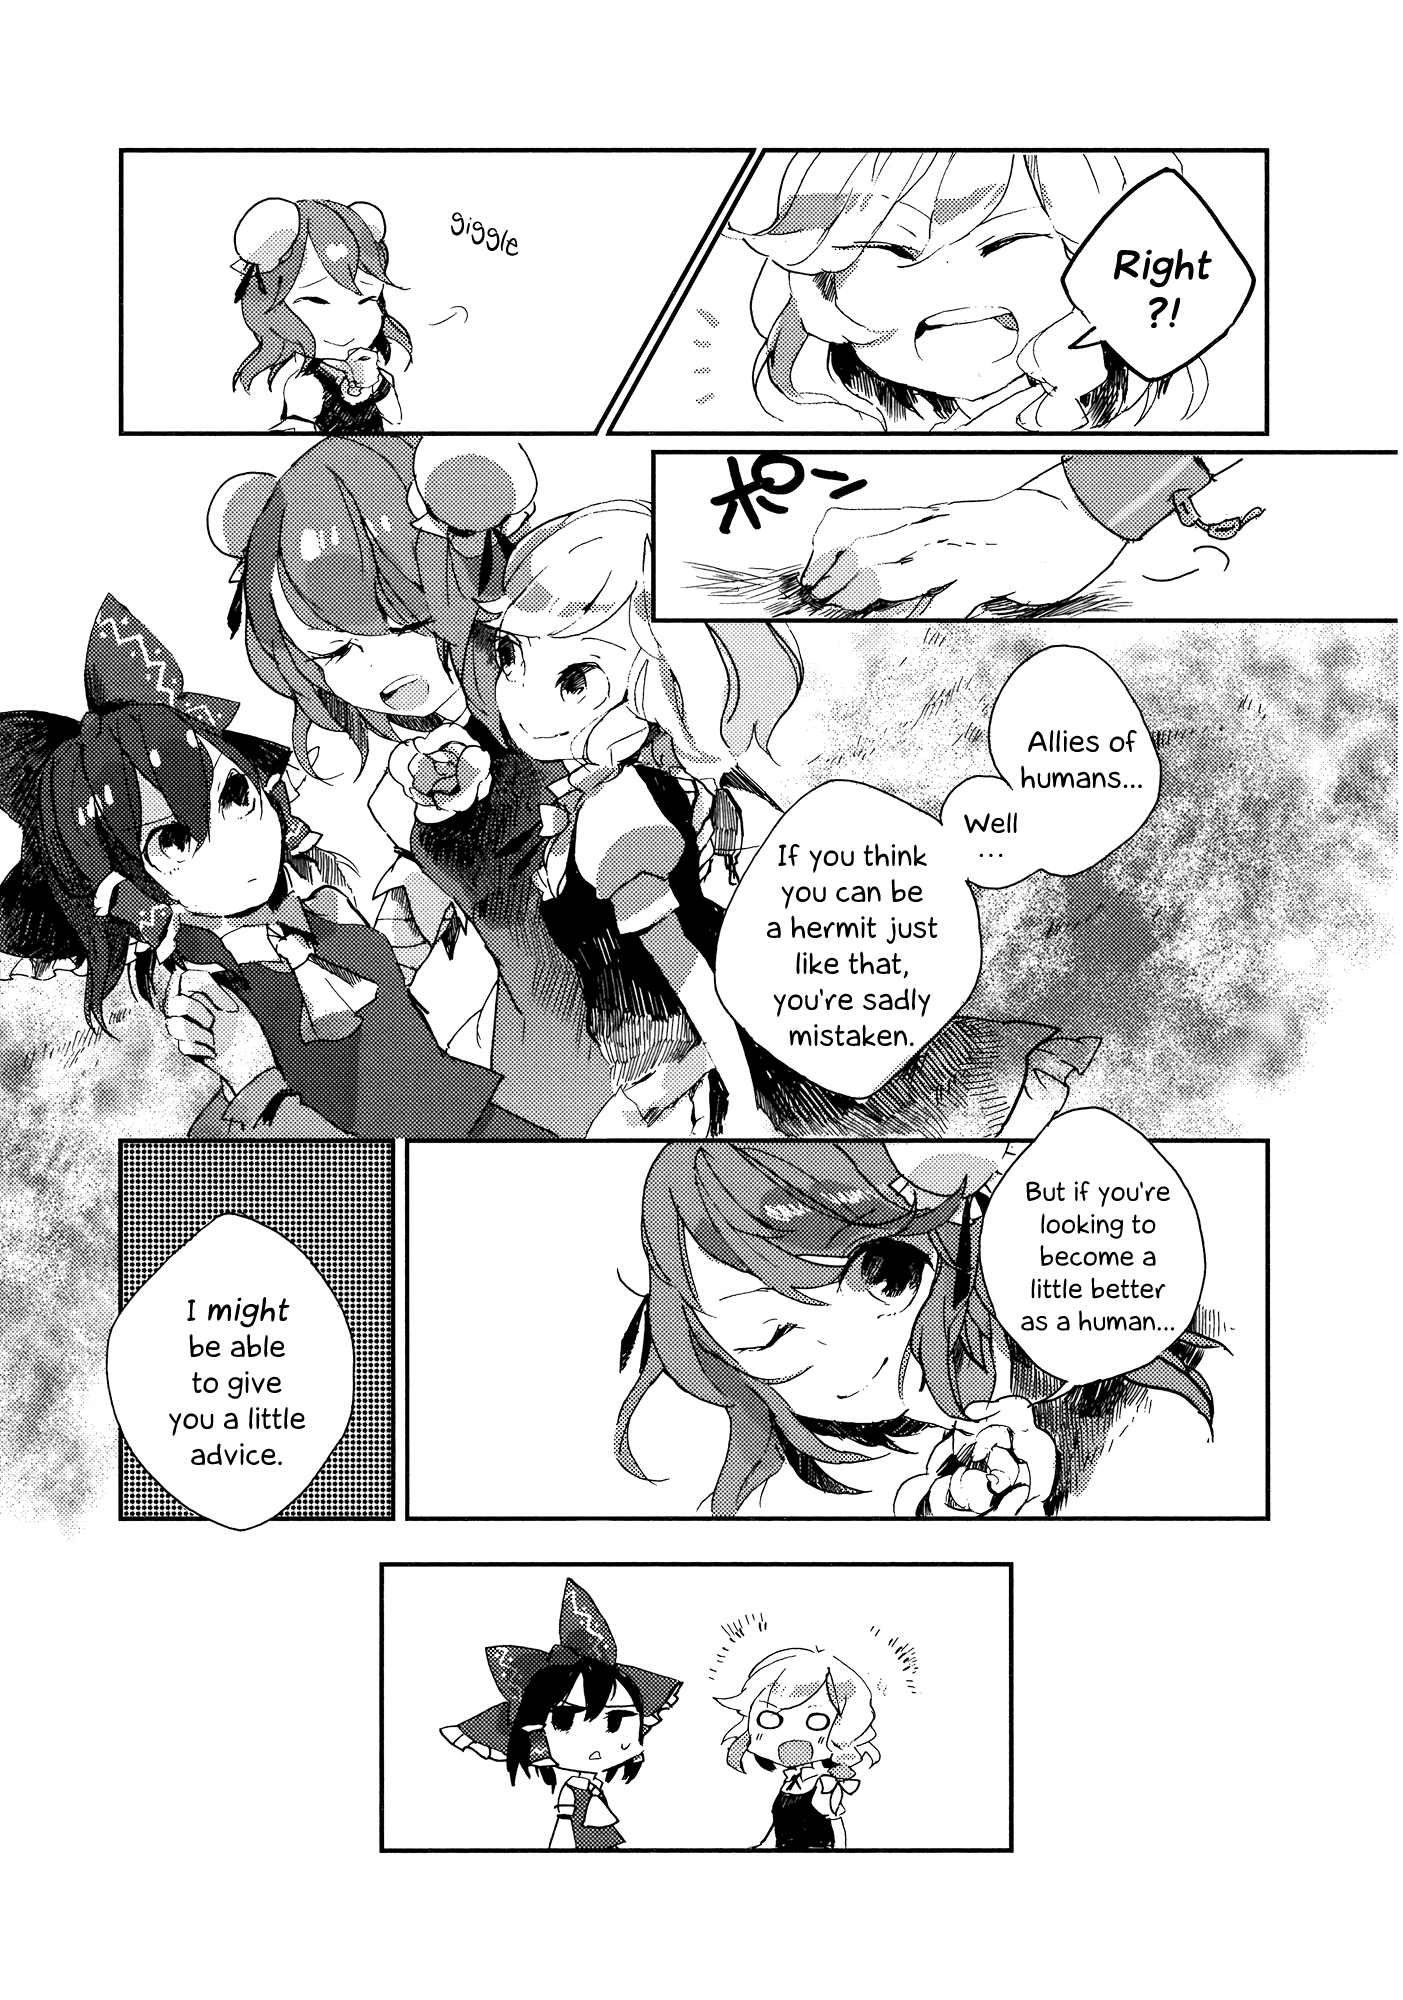 Right
?!
giggle
ポーン
Allies of
humans...
Well
...
If you think
you can be
a hermit just
like that,
you're sadly
mistaken.
But if you're
looking to
become a
little better
as a human...
I might
be able
to give
you a little
advice.